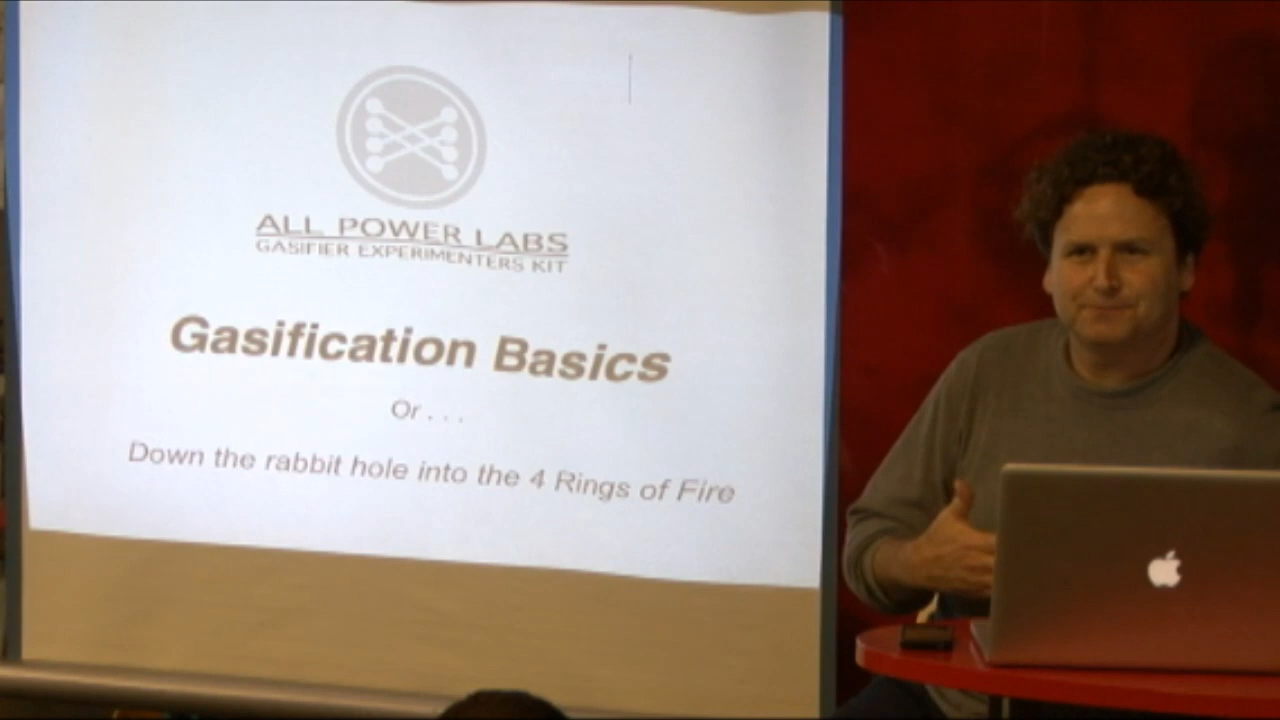 ALL POWER LABS
GASIFIER EXPERIMENTERS KIT
Gasification Basics
Or . . .
Down the rabbit hole into the 4 Rings of Fire